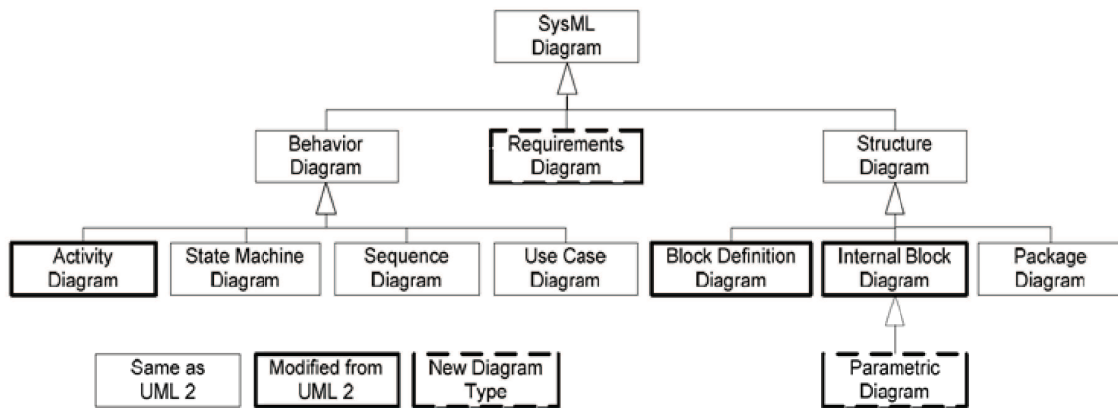 SysML
Diagram
Behavior
Diagram
Requirements
Diagram
Structure
Diagram
Activity
Diagram
State Machine
Diagram
Sequence
Diagram
Use Case
Diagram
Block Definition
Diagram
Internal Block
Diagram
Package
Diagram
Same as
UML 2
Modified from
UML 2
New Diagram
Type
Parametric
Diagram